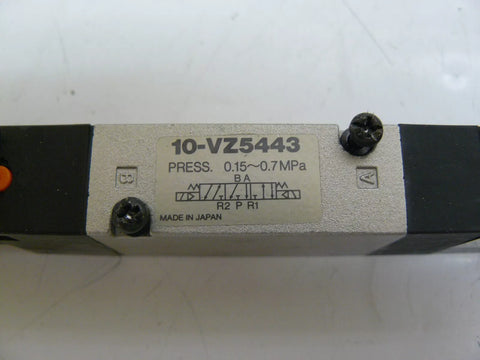 10-VZ5443
PRESS. 0.15~0.7MPa
B A
R2 P R1
MADE IN JAPAN
B
A